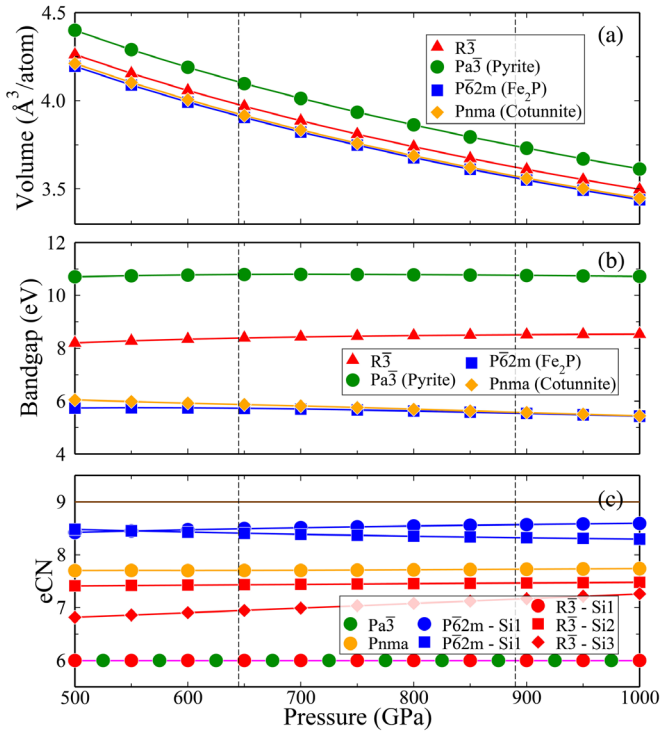 4.5
(a)
R3̅
Pa3̅ (Pyrite)
P6̅2m (Fe₂P)
Pnma (Cotunnite)
4
3.5
Volume (Å³/atom)
12
(b)
10
8
R3̅
Pa3̅ (Pyrite)
P6̅2m (Fe₂P)
Pnma (Cotunnite)
6
4
Bandgap (eV)
9
(c)
8
7
Pa3̅
Pnma
P6̅2m - Si1
P6̅2m - Si1
R3̅ - Si1
R3̅ - Si2
R3̅ - Si3
6
eCN
500 600 700 800 900 1000
Pressure (GPa)